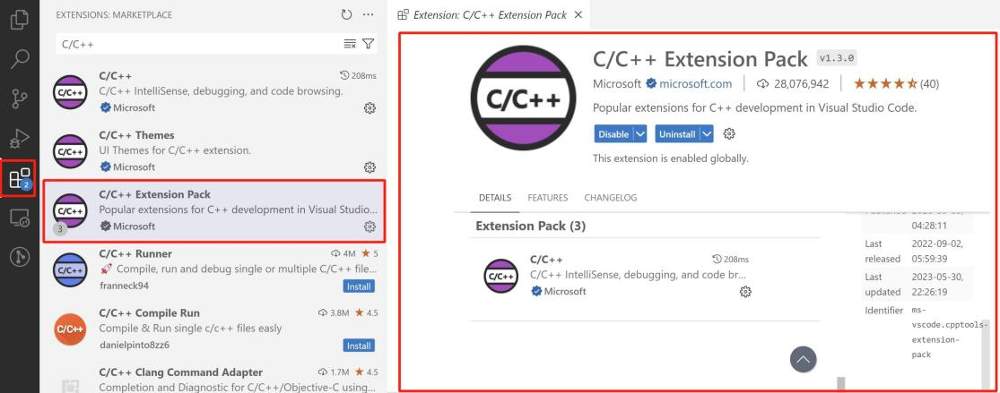 EXTENSIONS: MARKETPLACE
C/C++
C/C++
C/C++
208ms
C/C++ IntelliSense, debugging, and code browsing.
Microsoft
C/C++
C/C++ Themes
UI Themes for C/C++ extension.
Microsoft
2
C/C++
3
C/C++ Extension Pack
Popular extensions for C++ development in Visual Studio...
Microsoft
C/C++
C/C++ Runner
4M ★ 5
🚀 Compile, run and debug single or multiple C/C++ file...
franneck94
Install
C/C++
C/C++ Compile Run
3.8M ★ 4.5
Compile & Run single c/c++ files easily
danielpinto8zz6
Install
C/C++ Clang Command Adapter
1.7M ★ 4.5
Completion and Diagnostic for C/C++/Objective-C using...
Extension: C/C++ Extension Pack ×
C/C++
C/C++ Extension Pack v1.3.0
Microsoft microsoft.com | 28,076,942 | (40)
Popular extensions for C++ development in Visual Studio Code.
Disable
Uninstall
This extension is enabled globally.
DETAILS FEATURES CHANGELOG
Extension Pack (3)
C/C++
C/C++
208ms
C/C++ IntelliSense, debugging, and code br...
Microsoft
04:28:11
Last released
2022-09-02, 05:59:39
Last updated
2023-05-30, 22:26:19
Identifier
ms-
vscode.cpptools-
extension-
pack